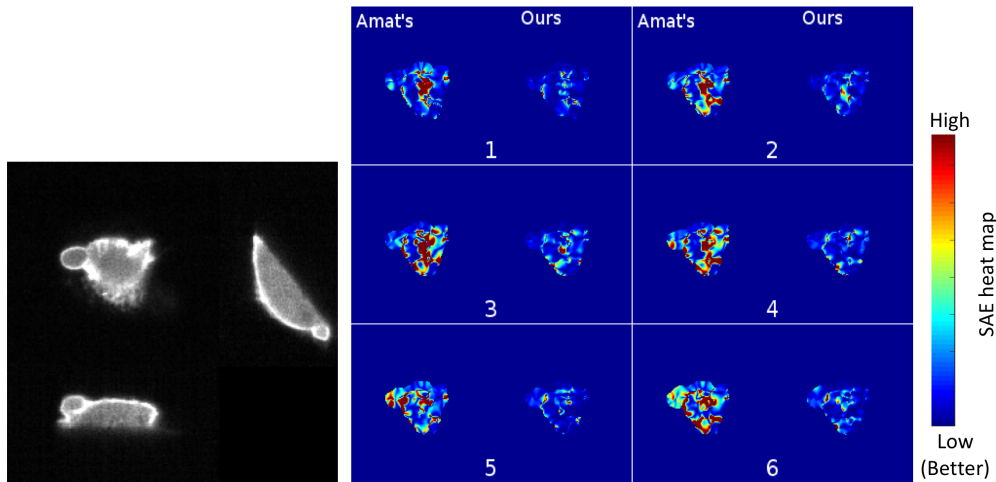 Amat's Ours Amat's Ours
1 2
3 4
5 6
High
SAE heat map
Low
(Better)